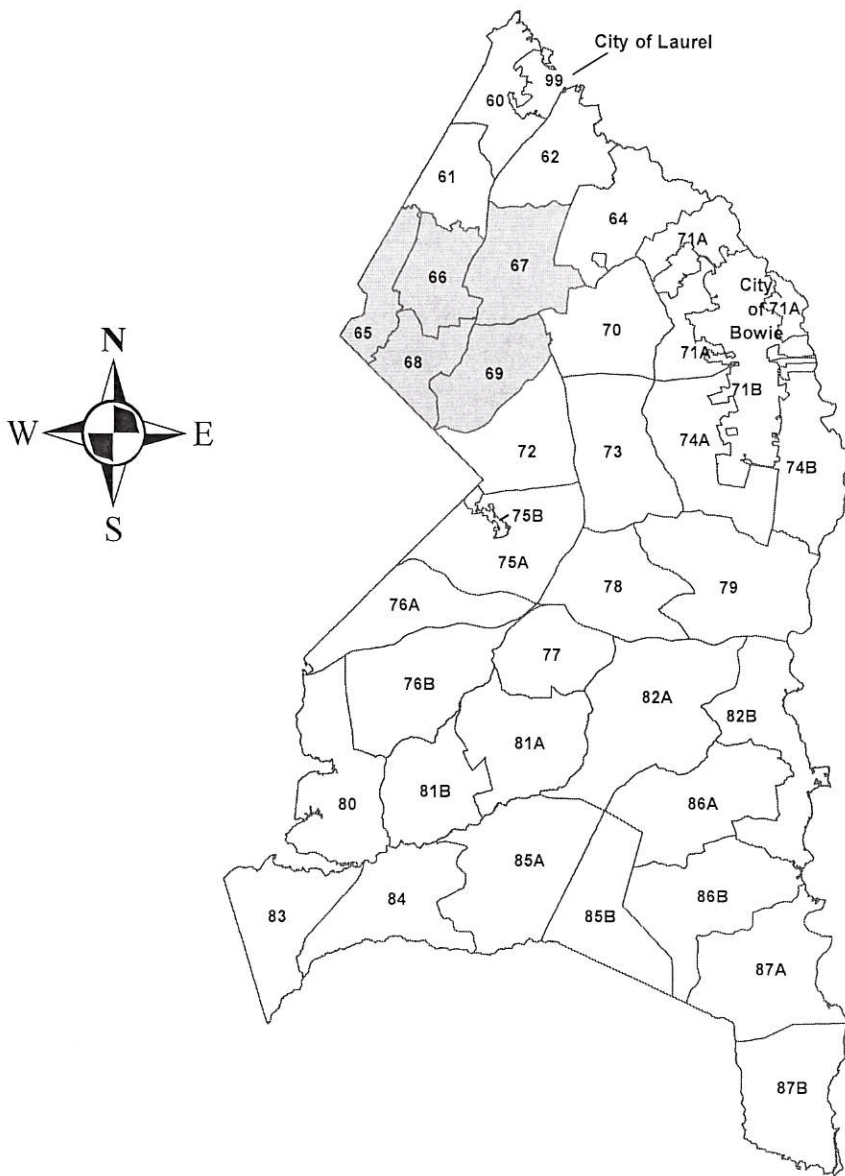 City of Laurel
99
60
62
61
64
71A
67
66
City
of
Bowie
71A
65
70
68
71A
69
71B
72
73
74A
74B
75B
75A
76A
78
79
77
76B
82A
82B
81A
80
81B
86A
85A
84
83
85B
86B
87A
87B
N
W
E
S